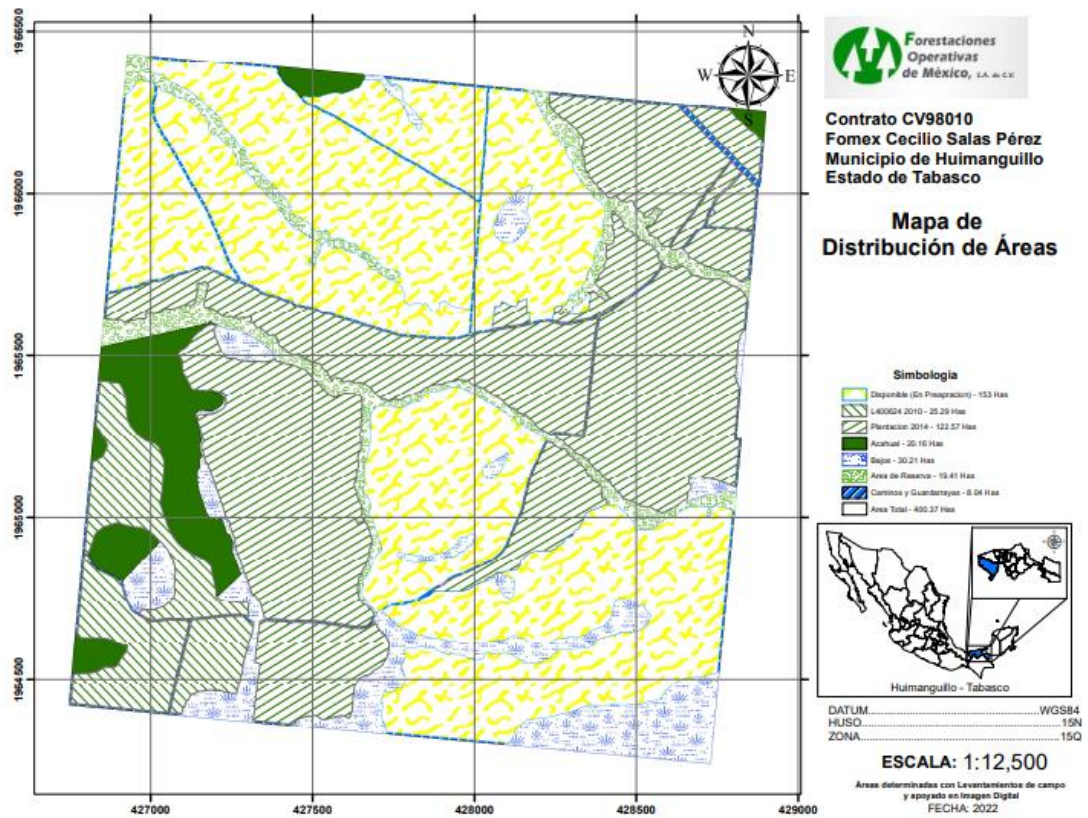 Forestaciones
Operativas
de México, S.A. de C.V.
Contrato CV98010
Fomex Cecilio Salas Pérez
Municipio de Huimanguillo
Estado de Tabasco
Mapa de
Distribución de Áreas
N
W E
S
1966500
1966000
1965500
1965000
1964500
427000 427500 428000 428500 429000
Simbología
Disponible (En Preapracion) - 153 Has
L400624 2010 - 25.29 Has
Plantacion 2014 - 122.57 Has
Acahual - 20.16 Has
Bajos - 30.21 Has
Area de Reserva - 19.41 Has
Caminos y Guardarrayas - 8.04 Has
Area Total - 400.37 Has
Huimanguillo - Tabasco
DATUM WGS84
HUSO 15N
ZONA 15Q
ESCALA: 1:12,500
Áreas determinadas con Levantamientos de campo
y apoyado en Imagen Digital
FECHA: 2022